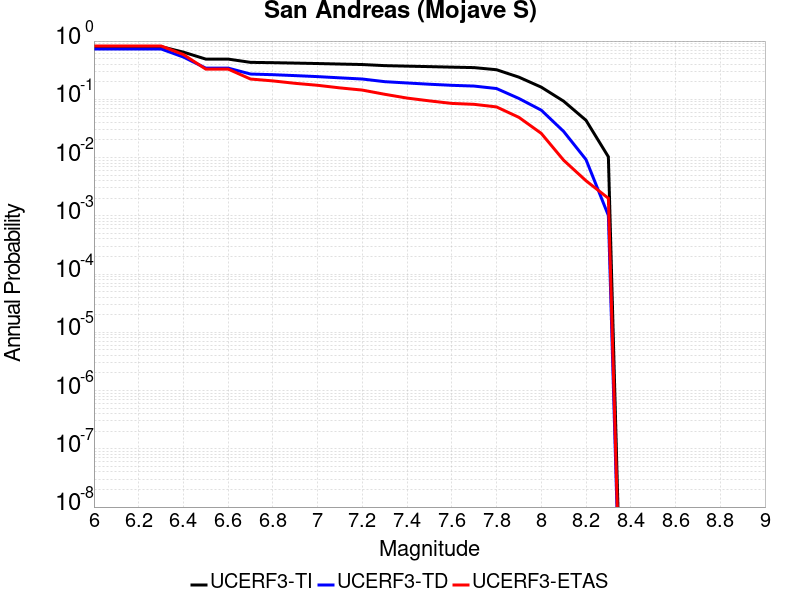 San Andreas (Mojave S)
10^0
10^-1
10^-2
10^-3
10^-4
10^-5
10^-6
10^-7
10^-8
Annual Probability
6 6.2 6.4 6.6 6.8 7 7.2 7.4 7.6 7.8 8 8.2 8.4 8.6 8.8 9
Magnitude
UCERF3-TI UCERF3-TD UCERF3-ETAS